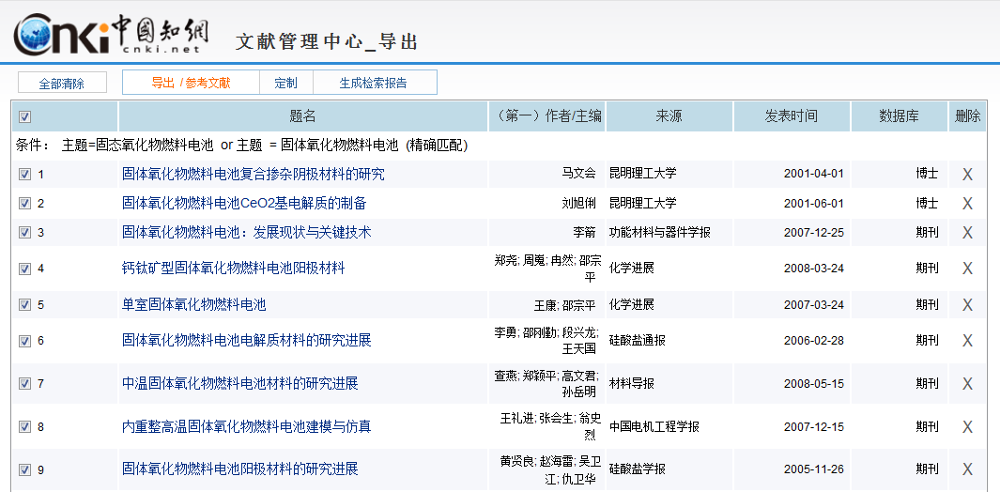 Cnki中国知網
cnki.net
文献管理中心_导出
全部清除 导出 / 参考文献 定制 生成检索报告
题名 （第一）作者/主编 来源 发表时间 数据库 删除
条件： 主题=固态氧化物燃料电池 or 主题 = 固体氧化物燃料电池 (精确匹配)
1 固体氧化物燃料电池复合掺杂阴极材料的研究 马文会 昆明理工大学 2001-04-01 博士 X
2 固体氧化物燃料电池CeO2基电解质的制备 刘旭俐 昆明理工大学 2001-06-01 博士 X
3 固体氧化物燃料电池：发展现状与关键技术 李箭 功能材料与器件学报 2007-12-25 期刊 X
4 钙钛矿型固体氧化物燃料电池阳极材料 郑尧; 周嵬; 冉然; 邵宗平 化学进展 2008-03-24 期刊 X
5 单室固体氧化物燃料电池 王康; 邵宗平 化学进展 2007-03-24 期刊 X
6 固体氧化物燃料电池电解质材料的研究进展 李勇; 邵刚勤; 段兴龙; 王天国 硅酸盐通报 2006-02-28 期刊 X
7 中温固体氧化物燃料电池材料的研究进展 查燕; 郑颖平; 高文君; 孙岳明 材料导报 2008-05-15 期刊 X
8 内重整高温固体氧化物燃料电池建模与仿真 王礼进; 张会生; 翁史烈 中国电机工程学报 2007-12-15 期刊 X
9 固体氧化物燃料电池阳极材料的研究进展 黄贤良; 赵海雷; 吴卫江; 仇卫华 硅酸盐学报 2005-11-26 期刊 X